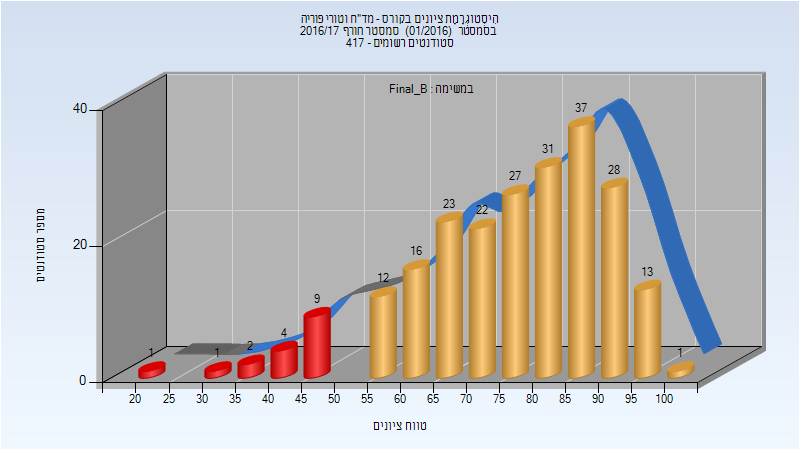 היסטוגרמת ציונים בקורס - מד"ח וטורי פוריה
בסמסטר (01/2016) סמסטר חורף 2016/17
סטודנטים רשומים - 417
במשימה : Final_B
מספר סטודנטים
40
20
0
1
1
2
4
9
12
16
23
22
27
31
37
28
13
1
20 25 30 35 40 45 50 55 60 65 70 75 80 85 90 95 100
טווח ציונים